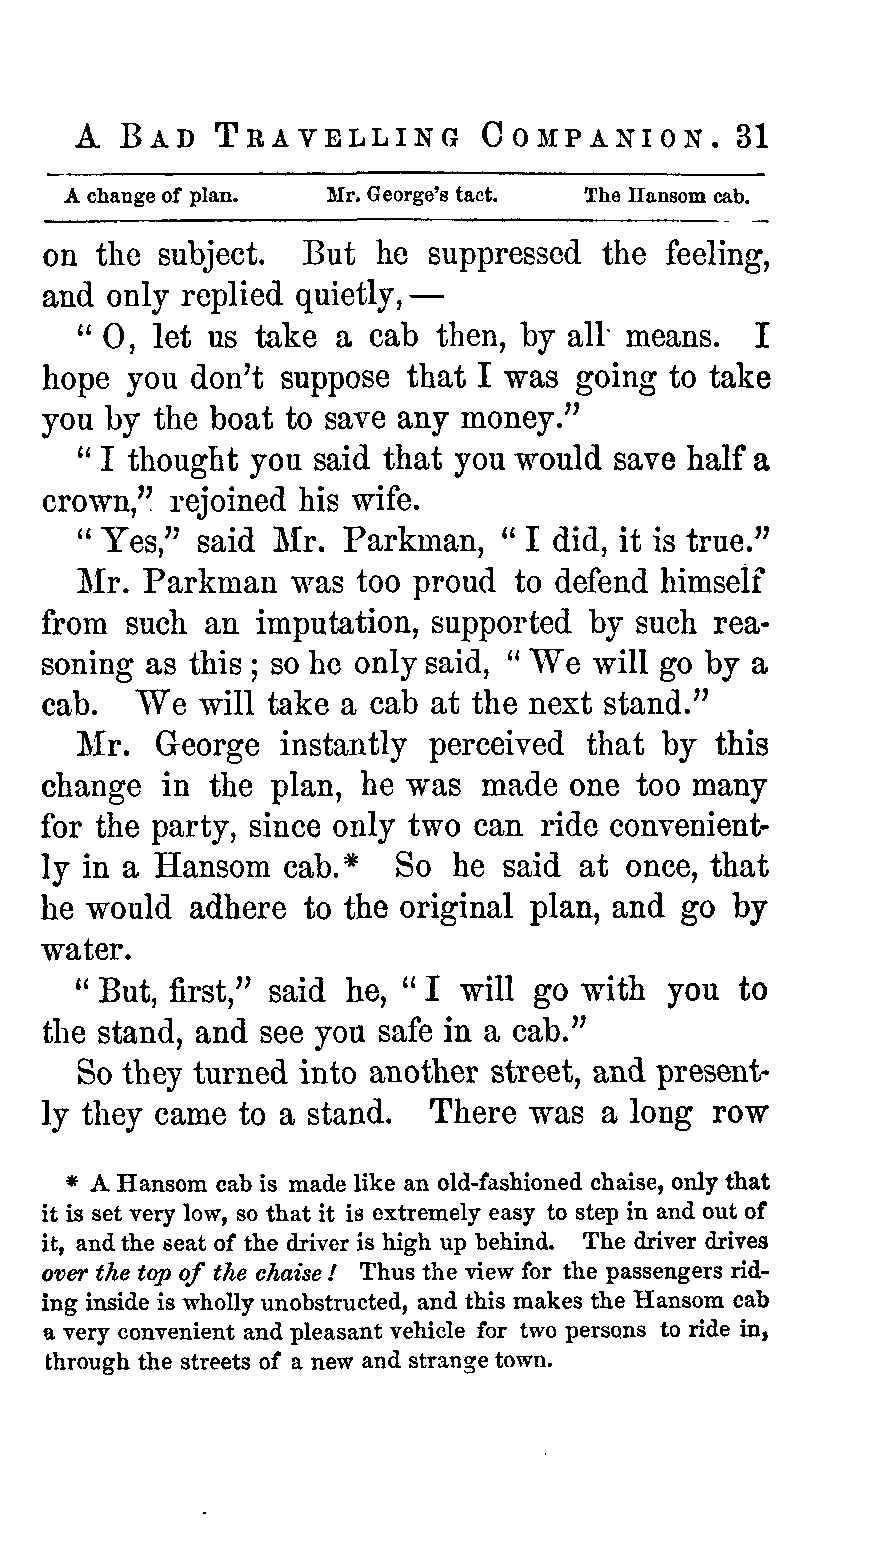 A BAD TRAVELLING COMPANION. 31
A change of plan. Mr. George's tact. The Hansom cab.
on the subject. But he suppressed the feeling,
and only replied quietly,—
“ O, let us take a cab then, by all means. I
hope you don't suppose that I was going to take
you by the boat to save any money.”
“ I thought you said that you would save half a
crown,” rejoined his wife.
“ Yes,” said Mr. Parkman, “ I did, it is true.”
Mr. Parkman was too proud to defend himself
from such an imputation, supported by such rea-
soning as this ; so he only said, “ We will go by a
cab. We will take a cab at the next stand.”
Mr. George instantly perceived that by this
change in the plan, he was made one too many
for the party, since only two can ride convenient-
ly in a Hansom cab.* So he said at once, that
he would adhere to the original plan, and go by
water.
“ But, first,” said he, “ I will go with you to
the stand, and see you safe in a cab.”
So they turned into another street, and present-
ly they came to a stand. There was a long row
* A Hansom cab is made like an old-fashioned chaise, only that
it is set very low, so that it is extremely easy to step in and out of
it, and the seat of the driver is high up behind. The driver drives
over the top of the chaise ! Thus the view for the passengers rid-
ing inside is wholly unobstructed, and this makes the Hansom cab
a very convenient and pleasant vehicle for two persons to ride in,
through the streets of a new and strange town.